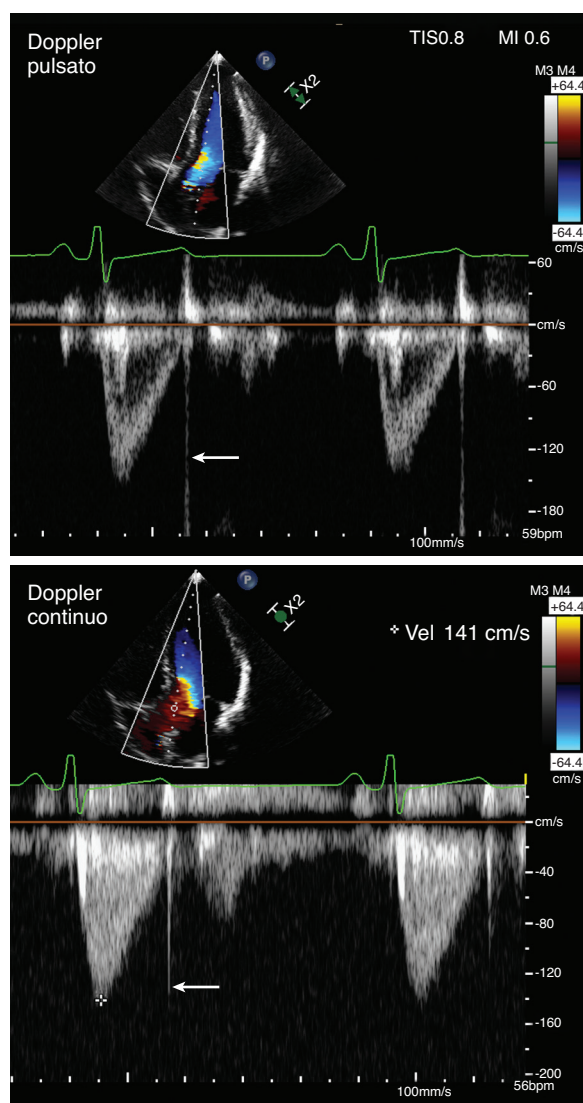 Doppler
pulsato
TIS0.8 MI 0.6
P
X2
M3 M4
+64.4
-64.4
cm/s
60
cm/s
-60
-120
-180
100mm/s
59bpm
Doppler
continuo
P
X2
M3 M4
+64.4
Vel 141 cm/s
-64.4
cm/s
cm/s
-40
-80
-120
-160
-200
100mm/s
56bpm